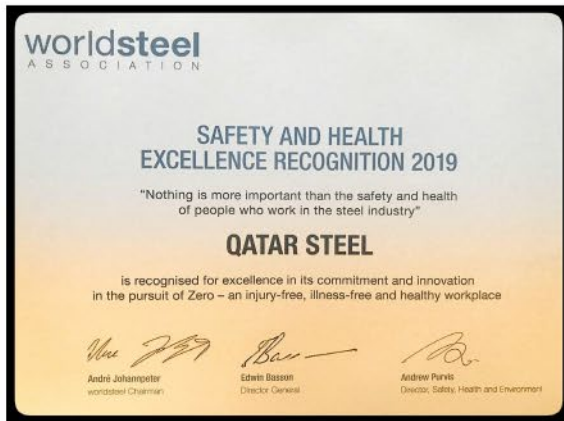 worldsteel
ASSOCIATION
SAFETY AND HEALTH
EXCELLENCE RECOGNITION 2019
"Nothing is more important than the safety and health
of people who work in the steel industry"
QATAR STEEL
is recognised for excellence in its commitment and innovation
in the pursuit of Zero – an injury-free, illness-free and healthy workplace
André Johannpeter
worldsteel Chairman
Edwin Basson
Director General
Andrew Purvis
Director, Safety, Health and Environment